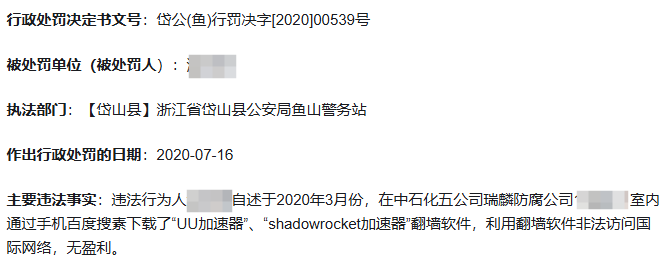 行政处罚决定书文号：岱公(鱼)行罚决字[2020]00539号
被处罚单位（被处罚人）：
执法部门：【岱山县】浙江省岱山县公安局鱼山警务站
作出行政处罚的日期：2020-07-16
主要违法事实：违法行为人 自述于2020年3月份，在中石化五公司瑞麟防腐公司 室内
通过手机百度搜素下载了“UU加速器”、“shadowrocket加速器”翻墙软件，利用翻墙软件非法访问国
际网络，无盈利。